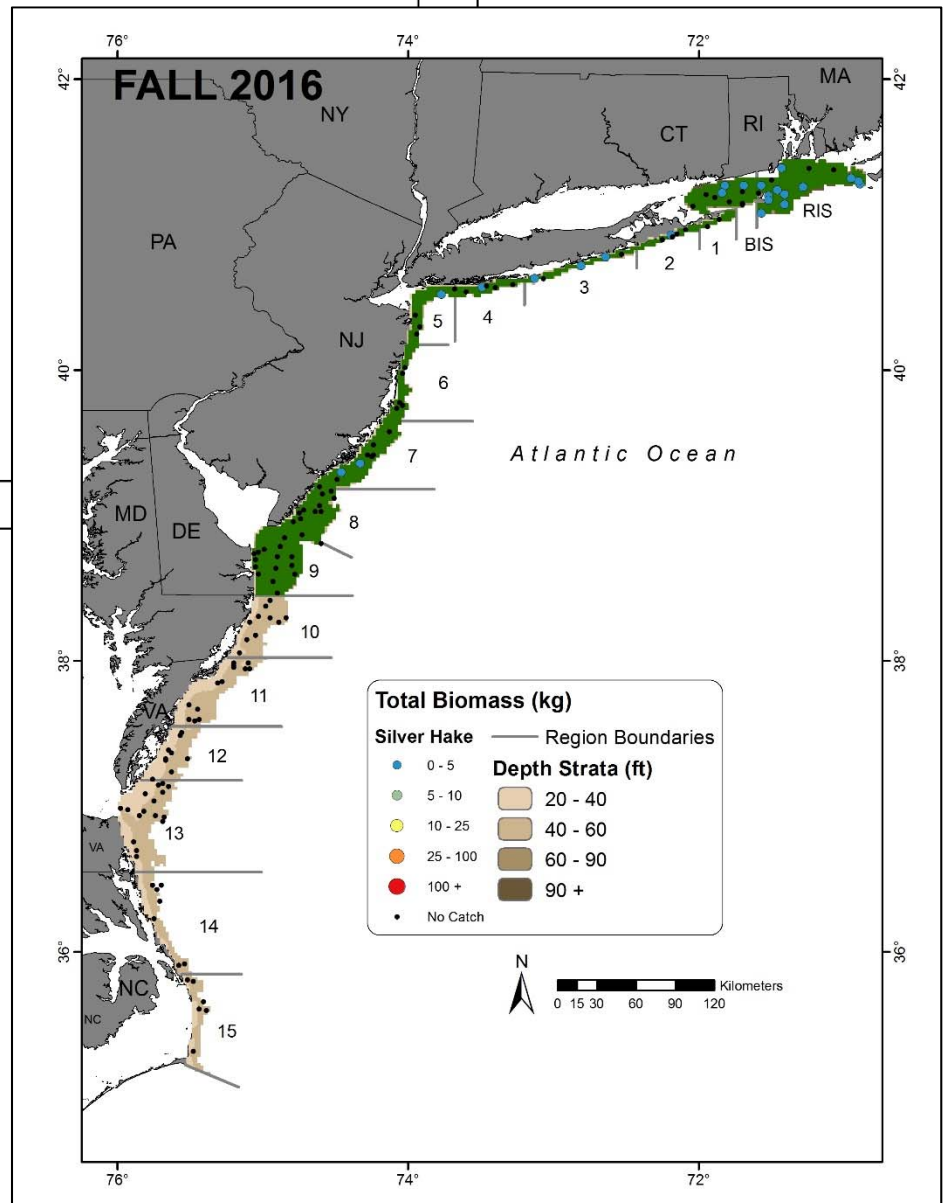 76°
74°
72°
42°
42°
FALL 2016
MA
NY
CT
RI
RIS
PA
BIS
1
2
3
4
5
NJ
40°
40°
6
Atlantic Ocean
7
MD
DE
8
9
10
38°
38°
11
VA
12
13
VA
14
36°
36°
NC
NC
15
Total Biomass (kg)
Silver Hake
Region Boundaries
0 - 5
5 - 10
10 - 25
25 - 100
100 +
No Catch
Depth Strata (ft)
20 - 40
40 - 60
60 - 90
90 +
N
Kilometers
0 15 30 60 90 120
76°
74°
72°